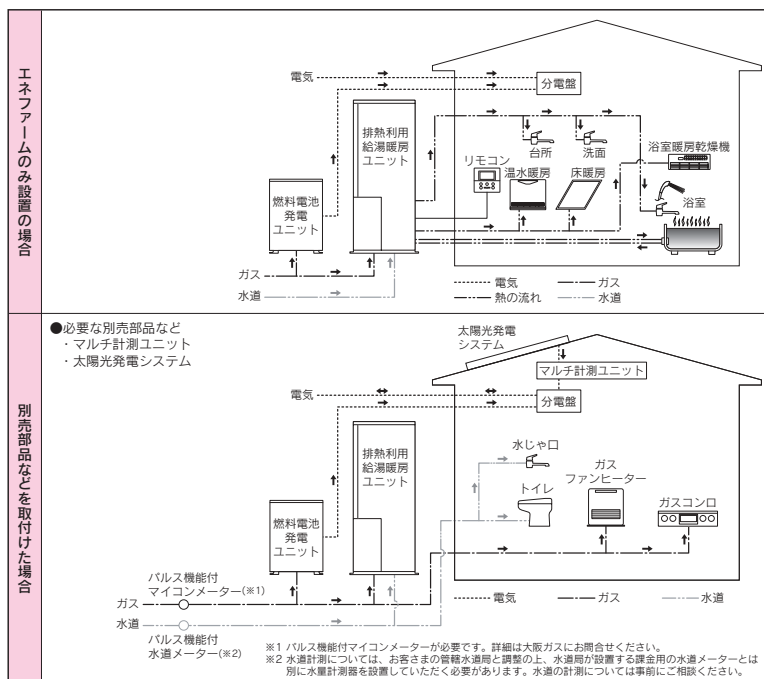 エネファームのみ設置の場合
電気
分電盤
排熱利用
給湯暖房
ユニット
台所
洗面
浴室暖房乾燥機
リモコン
温水暖房
床暖房
浴室
燃料電池
発電
ユニット
ガス
水道
電気
ガス
熱の流れ
水道
別売部品などを取付けた場合
●必要な別売部品など
・マルチ計測ユニット
・太陽光発電システム
太陽光発電
システム
マルチ計測ユニット
電気
分電盤
排熱利用
給湯暖房
ユニット
水じゃ口
ガス
ファンヒーター
トイレ
ガスコンロ
燃料電池
発電
ユニット
パルス機能付
マイコンメーター(※1)
ガス
水道
パルス機能付
水道メーター(※2)
電気
ガス
水道
※1 パルス機能付マイコンメーターが必要です。詳細は大阪ガスにお問合せください。
※2 水道計測については、お客さまの管轄水道局と調整の上、水道局が設置する課金用の水道メーターとは
別に水量計測器を設置していただく必要があります。水道の計測については事前にご相談ください。